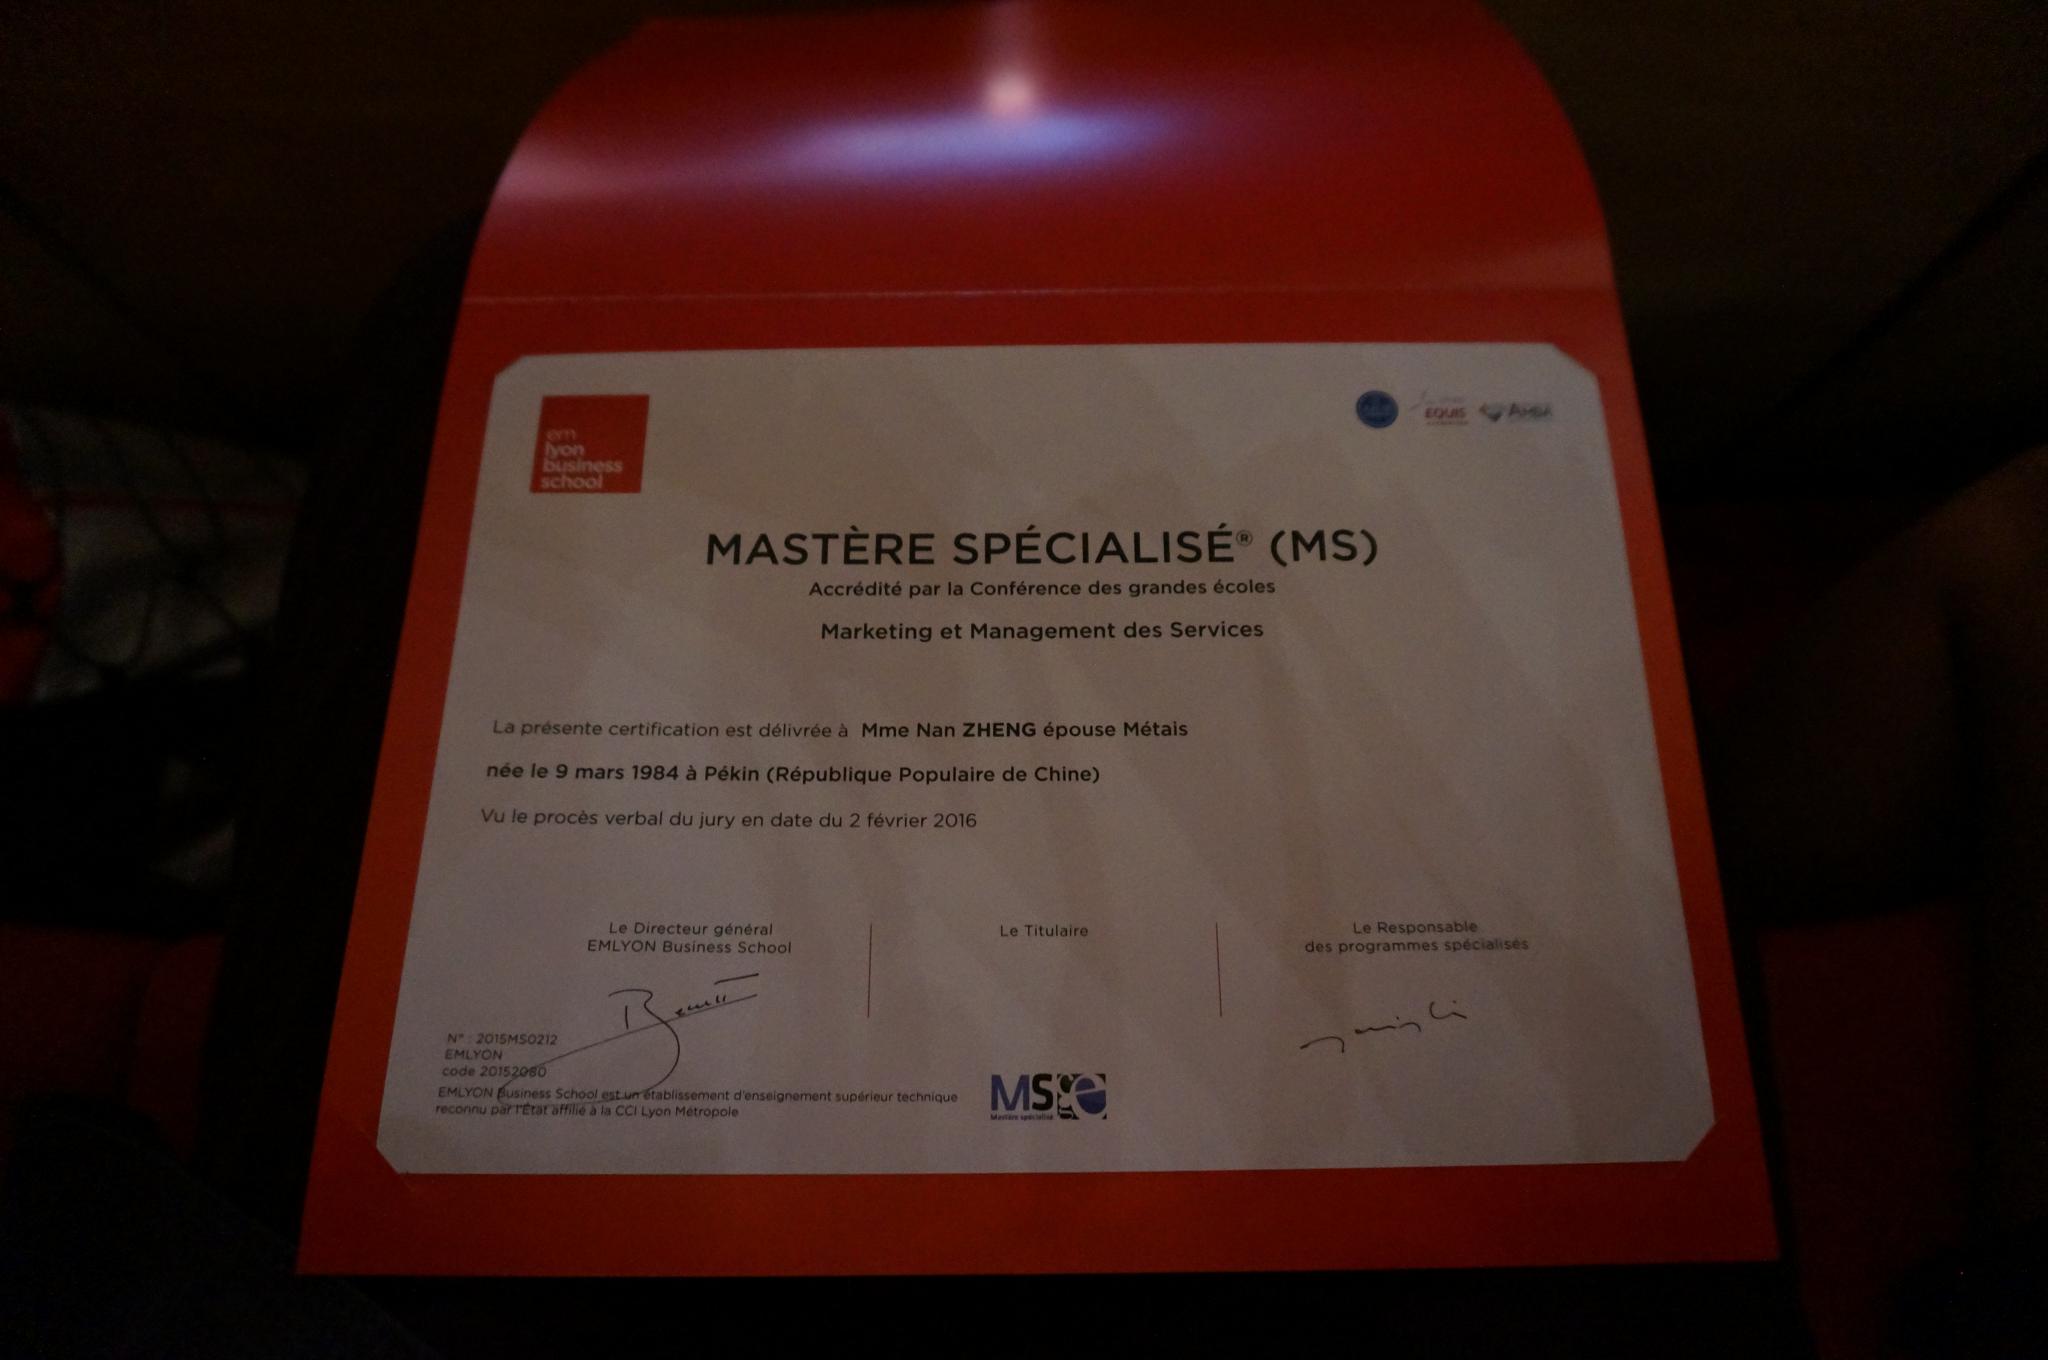 em
lyon
business
school
EQUIS
AMBA
MASTÈRE SPÉCIALISÉ® (MS)
Accrédité par la Conférence des grandes écoles
Marketing et Management des Services
La présente certification est délivrée à Mme Nan ZHENG épouse Métais
née le 9 mars 1984 à Pékin (République Populaire de Chine)
Vu le procès verbal du jury en date du 2 février 2016
Le Directeur général
EMLYON Business School
Le Titulaire
Le Responsable
des programmes spécialisés
N° : 2015MS0212
EMLYON
code 20152080
EMLYON Business School est un établissement d'enseignement supérieur technique
reconnu par l'État affilié à la CCI Lyon Métropole
MS
cge
Mastère spécialisé